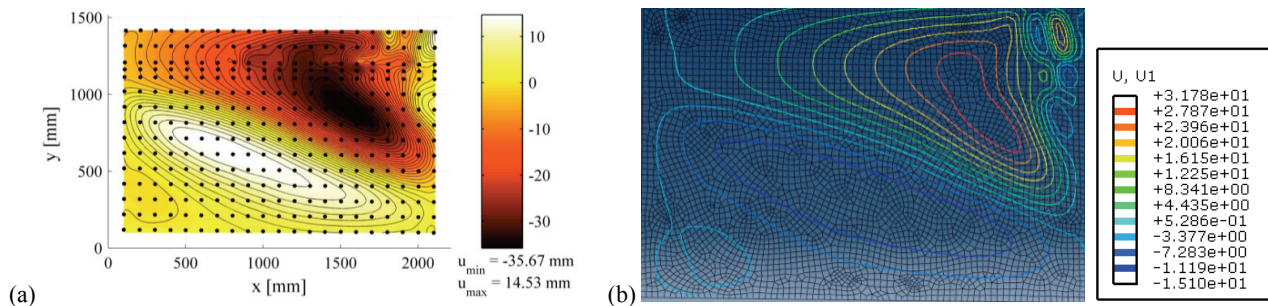 (a)
y [mm]
1500
1000
500
0
0
500
1000
1500
2000
x [mm]
10
0
-10
-20
-30
u min = -35.67 mm
u max = 14.53 mm
(b)
U, U1
+3.178e+01
+2.787e+01
+2.396e+01
+2.006e+01
+1.615e+01
+1.225e+01
+8.341e+00
+4.435e+00
+5.286e-01
-3.377e+00
-7.283e+00
-1.119e+01
-1.510e+01